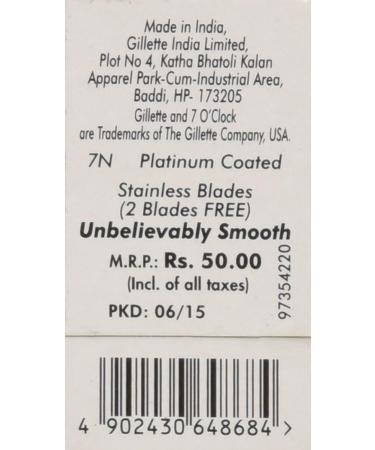 Made in India,
Gillette India Limited,
Plot No 4, Katha Bhatoli Kalan
Apparel Park-Cum-Industrial Area,
Baddi, HP- 173205
Gillette and 7 O'Clock
are Trademarks of The Gillette Company, USA.
7N Platinum Coated
Stainless Blades
(2 Blades FREE)
Unbelievably Smooth
M.R.P.: Rs. 50.00
(Incl. of all taxes)
PKD: 06/15
97354220
4 902430 648684 >